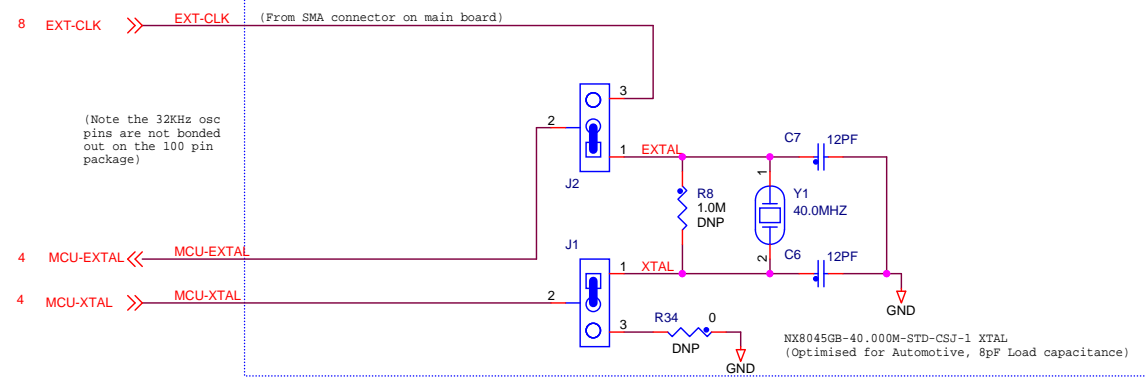 8 EXT-CLK EXT-CLK (From SMA connector on main board)
3
(Note the 32KHz osc
pins are not bonded
out on the 100 pin
package)
2
1 EXTAL
C7 12PF
J2
1
R8
1.0M
DNP
Y1
40.0MHZ
4 MCU-EXTAL MCU-EXTAL
J1
2
C6 12PF
1 XTAL
4 MCU-XTAL MCU-XTAL 2
3 R34 0
DNP
GND
GND
NX8045GB-40.000M-STD-CSJ-1 XTAL
(Optimised for Automotive, 8pF Load capacitance)